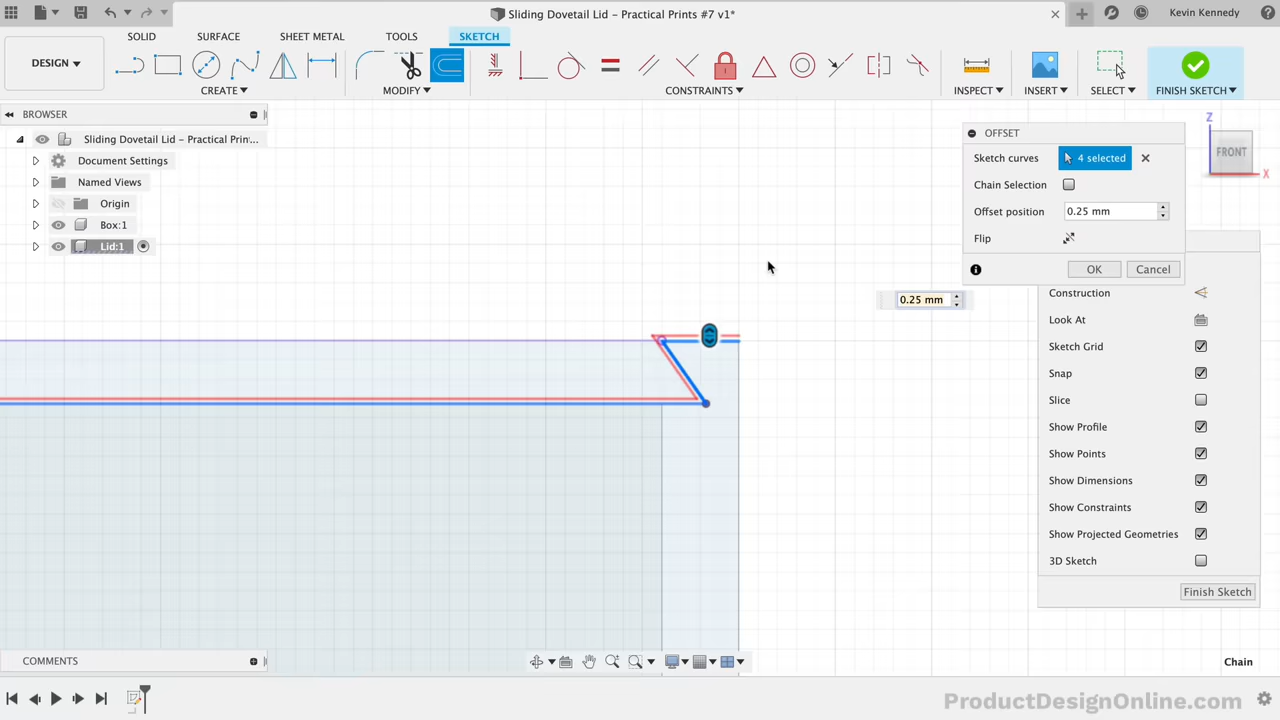 Sliding Dovetail Lid – Practical Prints #7 v1*
Kevin Kennedy
DESIGN
SOLID
SURFACE
SHEET METAL
TOOLS
SKETCH
CREATE
MODIFY
CONSTRAINTS
INSPECT
INSERT
SELECT
FINISH SKETCH
BROWSER
Sliding Dovetail Lid – Practical Prin...
Document Settings
Named Views
Origin
Box:1
Lid:1
OFFSET
Sketch curves
4 selected
Chain Selection
Offset position
0.25 mm
Flip
OK
Cancel
Z
FRONT
X
0.25 mm
Construction
Look At
Sketch Grid
Snap
Slice
Show Profile
Show Points
Show Dimensions
Show Constraints
Show Projected Geometries
3D Sketch
Finish Sketch
COMMENTS
Chain
ProductDesignOnline.com